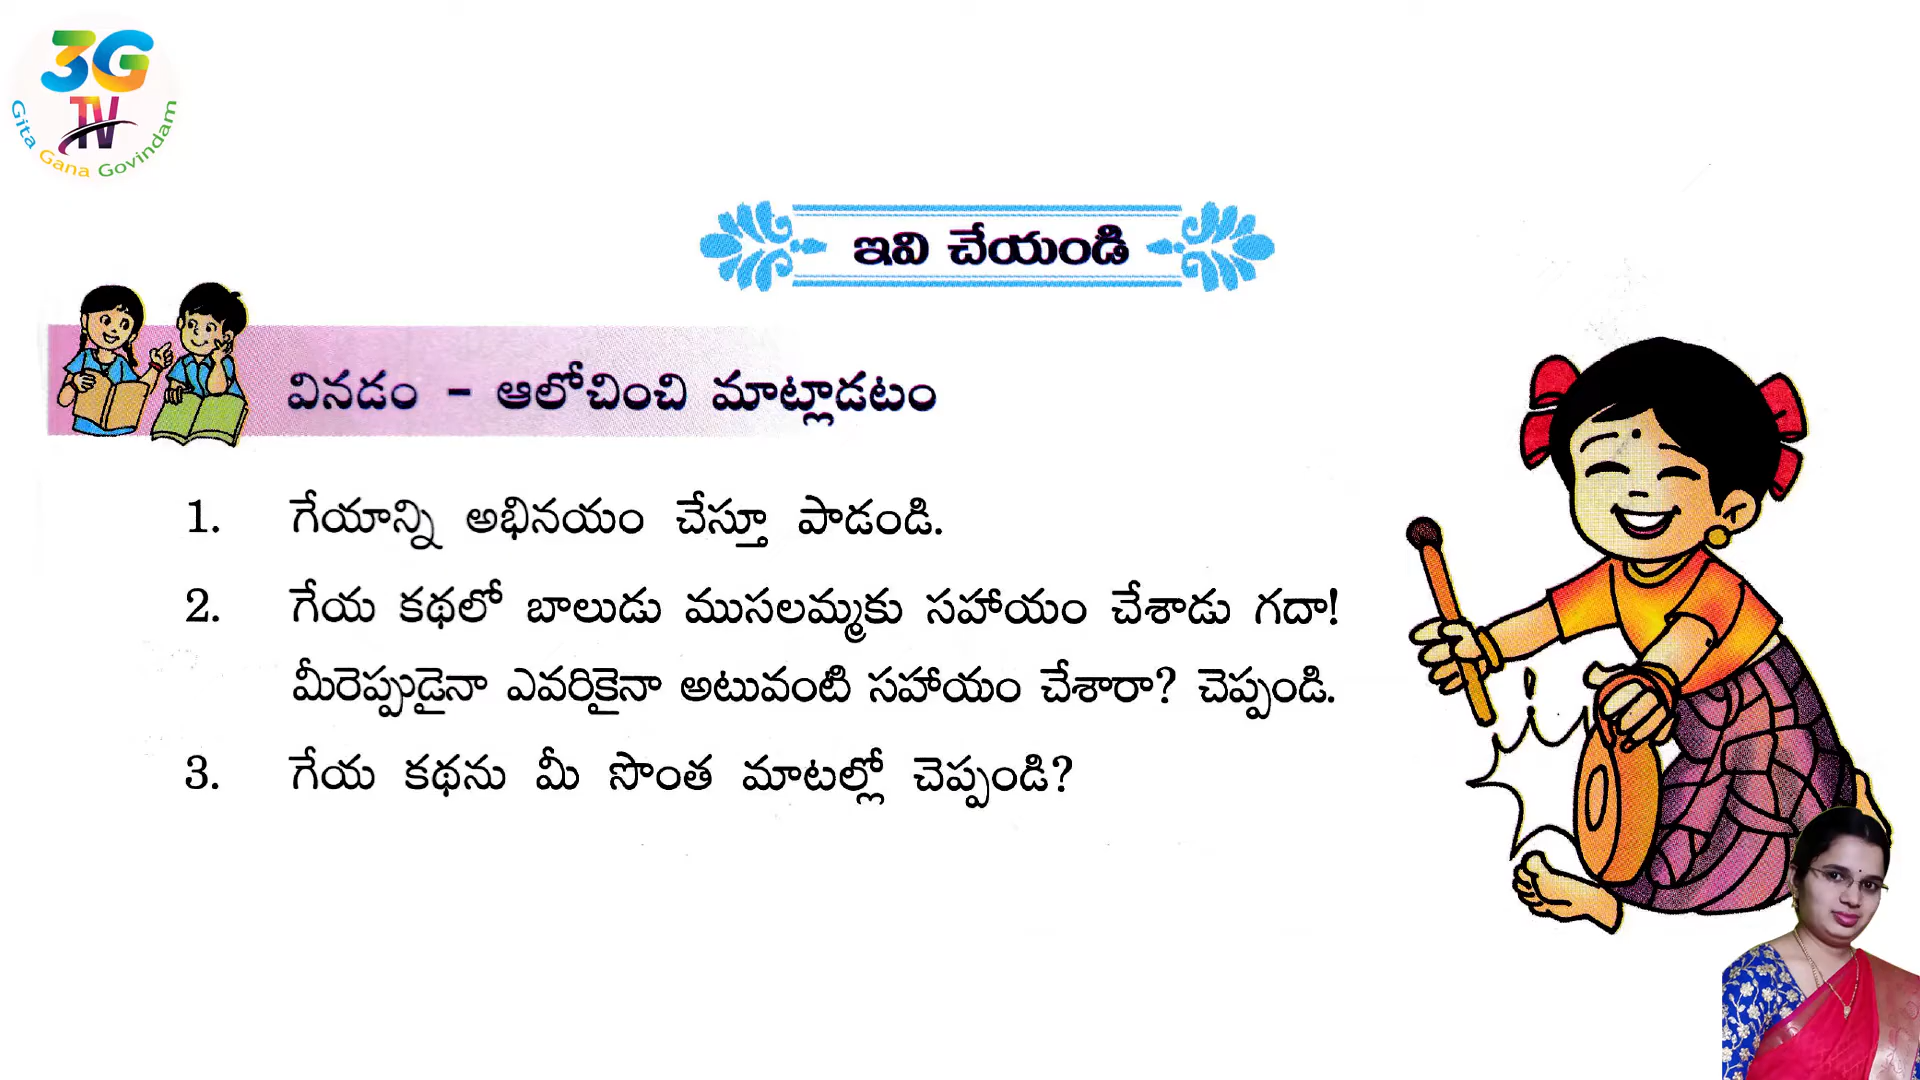 3G
TV
Gita Gana Govindam
ఇవి చేయండి
వినడం - ఆలోచించి మాట్లాడటం
1. గేయాన్ని అభినయం చేస్తూ పాడండి.
2. గేయ కథలో బాలుడు ముసలమ్మకు సహాయం చేశాడు గదా!
మీరెప్పుడైనా ఎవరికైనా అటువంటి సహాయం చేశారా? చెప్పండి.
3. గేయ కథను మీ సొంత మాటల్లో చెప్పండి?